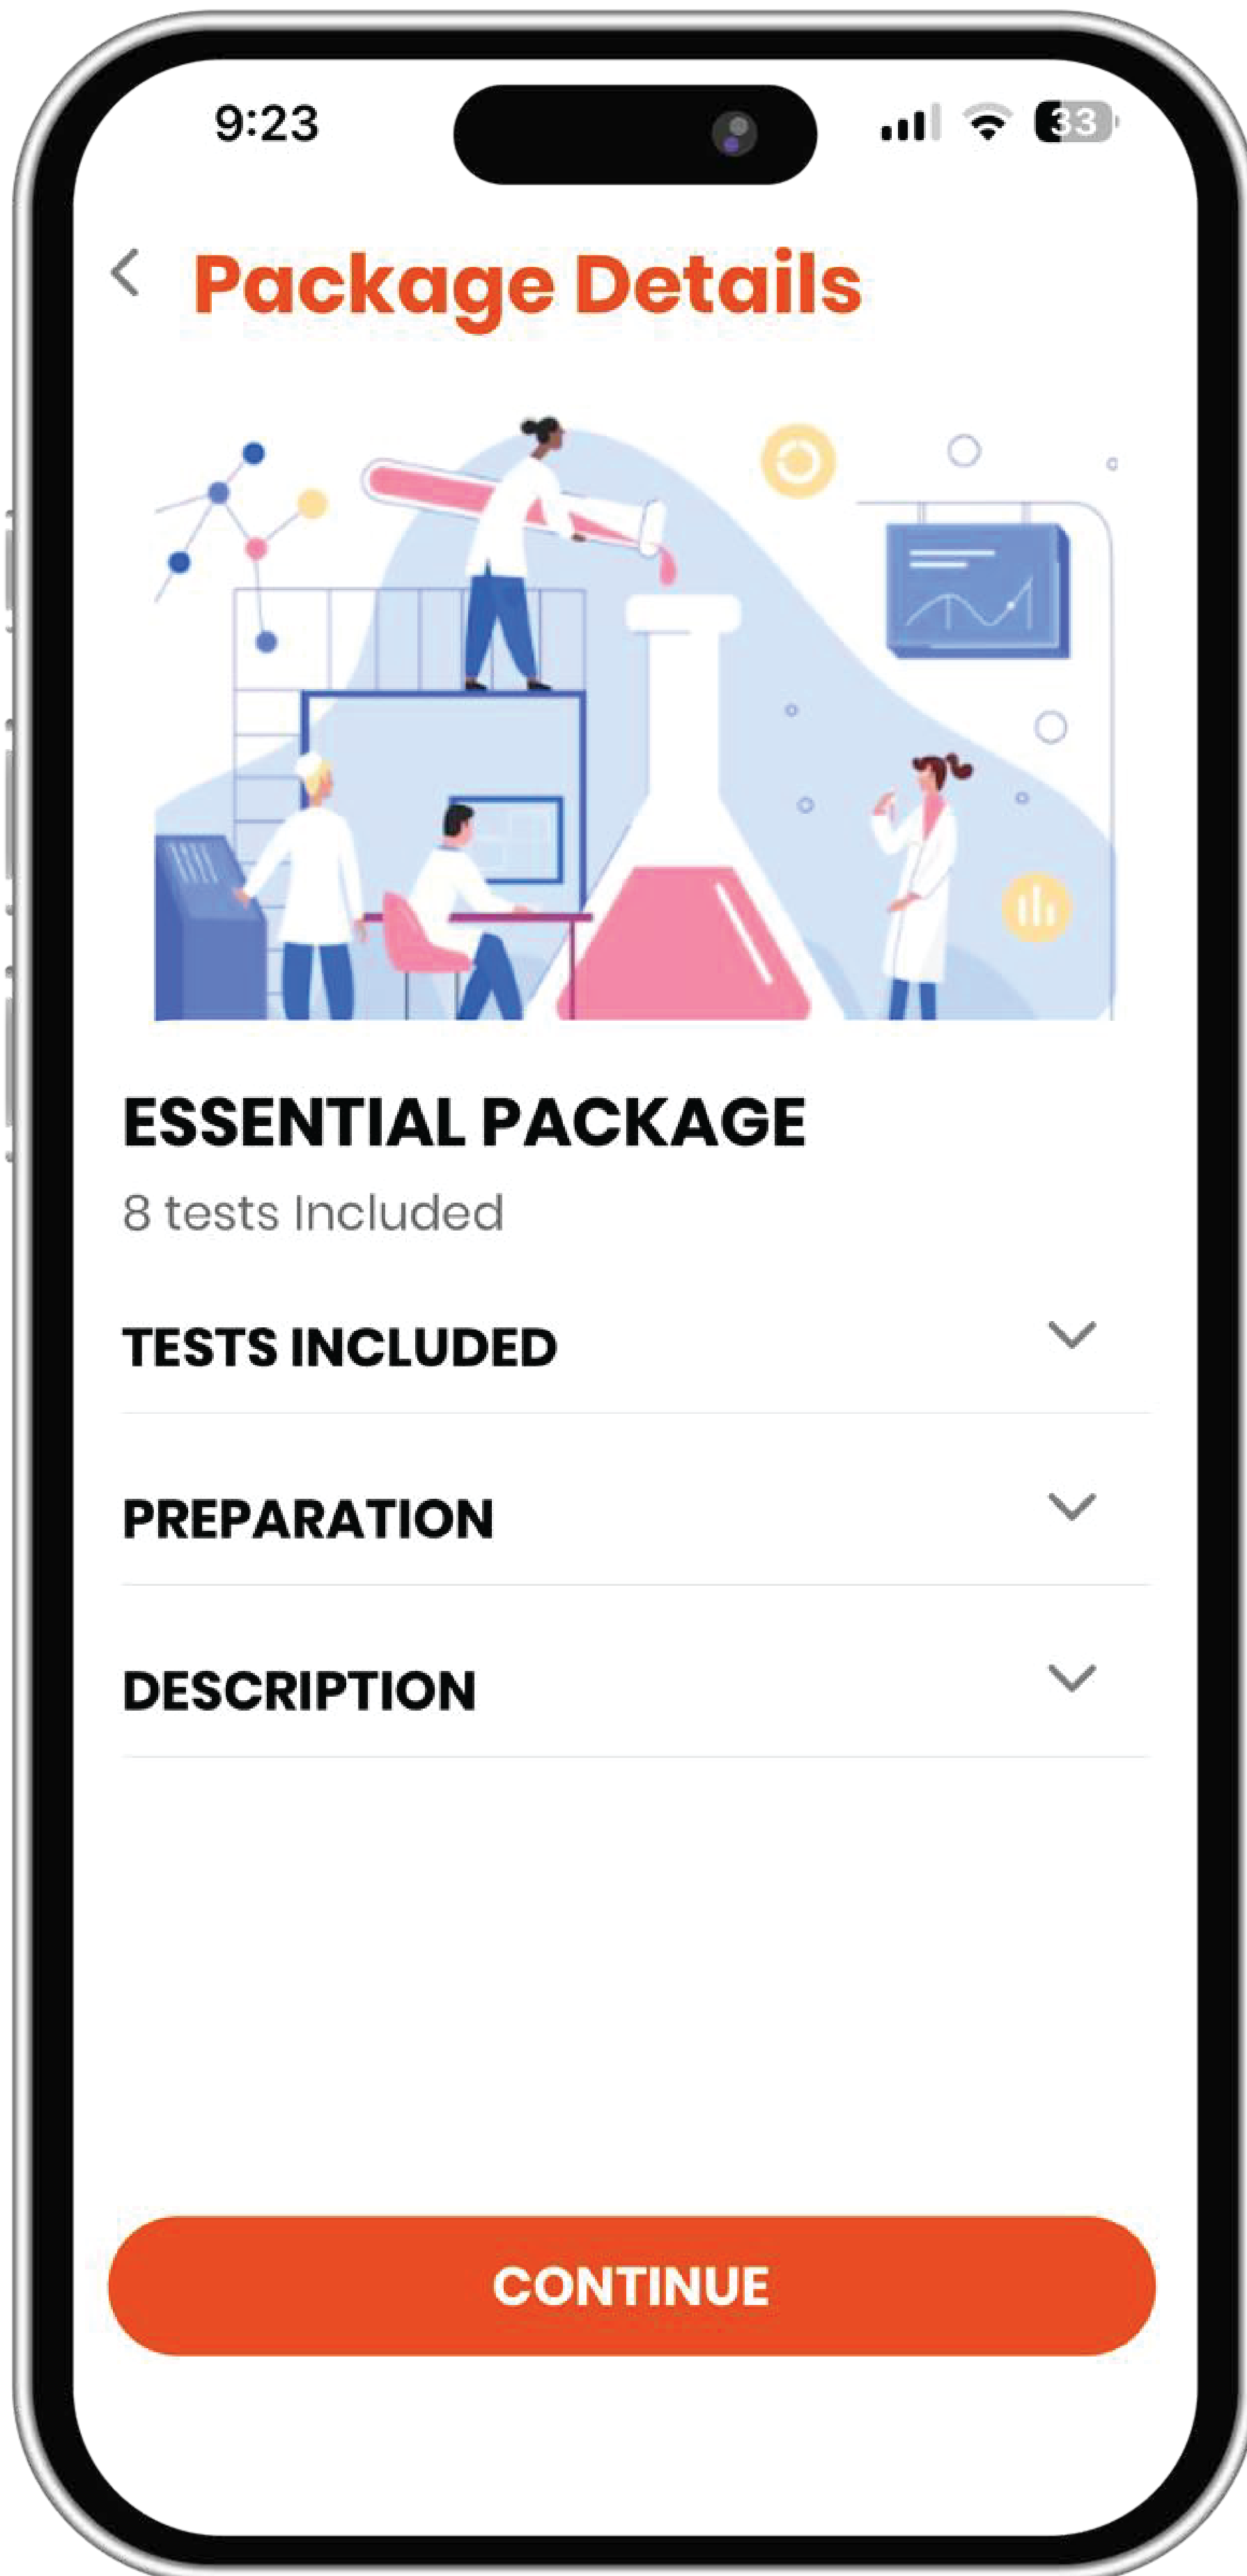 9:23
33
Package Details
ESSENTIAL PACKAGE
8 tests Included
TESTS INCLUDED
PREPARATION
DESCRIPTION
CONTINUE